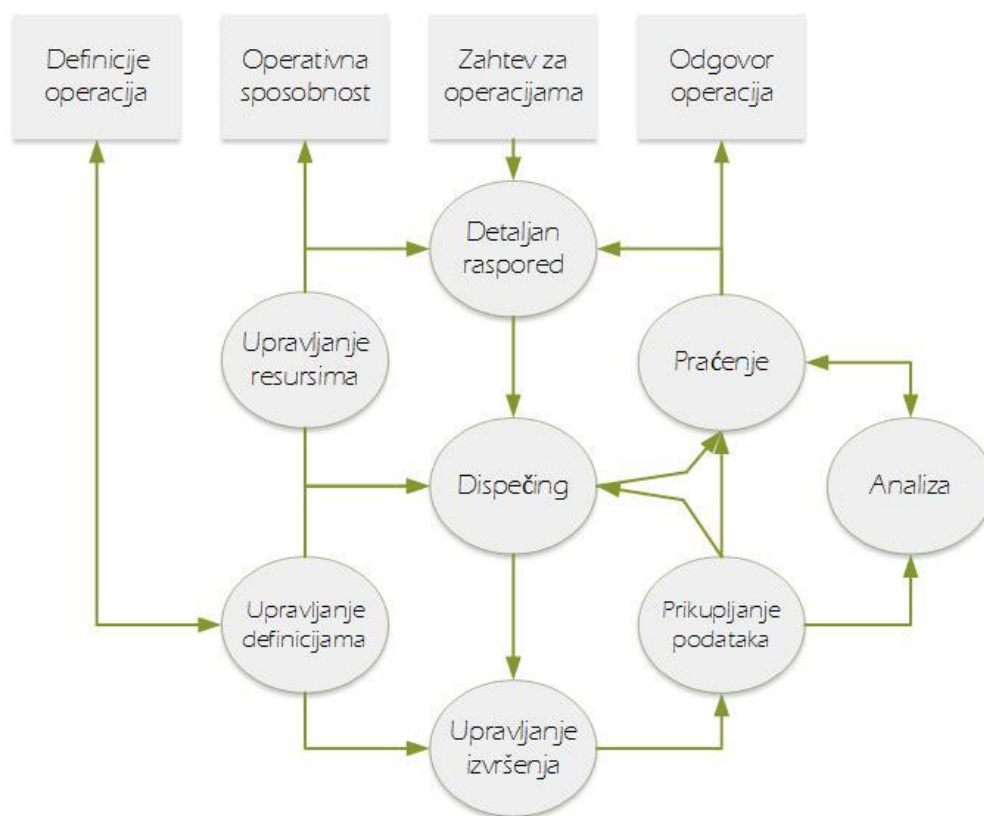 Definicije
operacija
Operativna
sposobnost
Zahtev za
operacijama
Odgovor
operacija
Detaljan
raspored
Upravljanje
resursima
Praćenje
Dispečing
Analiza
Upravljanje
definicijama
Prikupljanje
podataka
Upravljanje
izvršenja